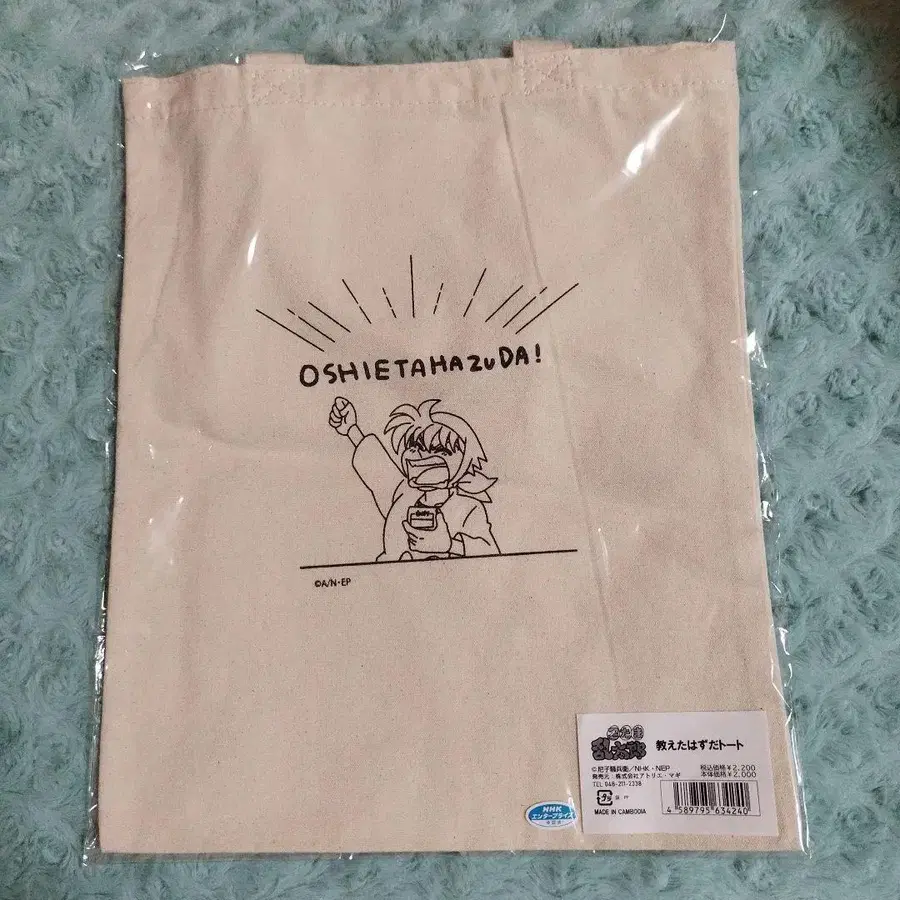 OSHIETAHAZUDA!
©A/N・EP
忍たま
乱太郎
教えたはずだトート
©尼子騒兵衛/NHK・NEP
税込価格¥2,200
発売元:株式会社アトリエ・マギ
本体価格¥2,000
TEL 048-211-2338
MADE IN CAMBODIA
4 589795 634240
NHK
エンタープライズ